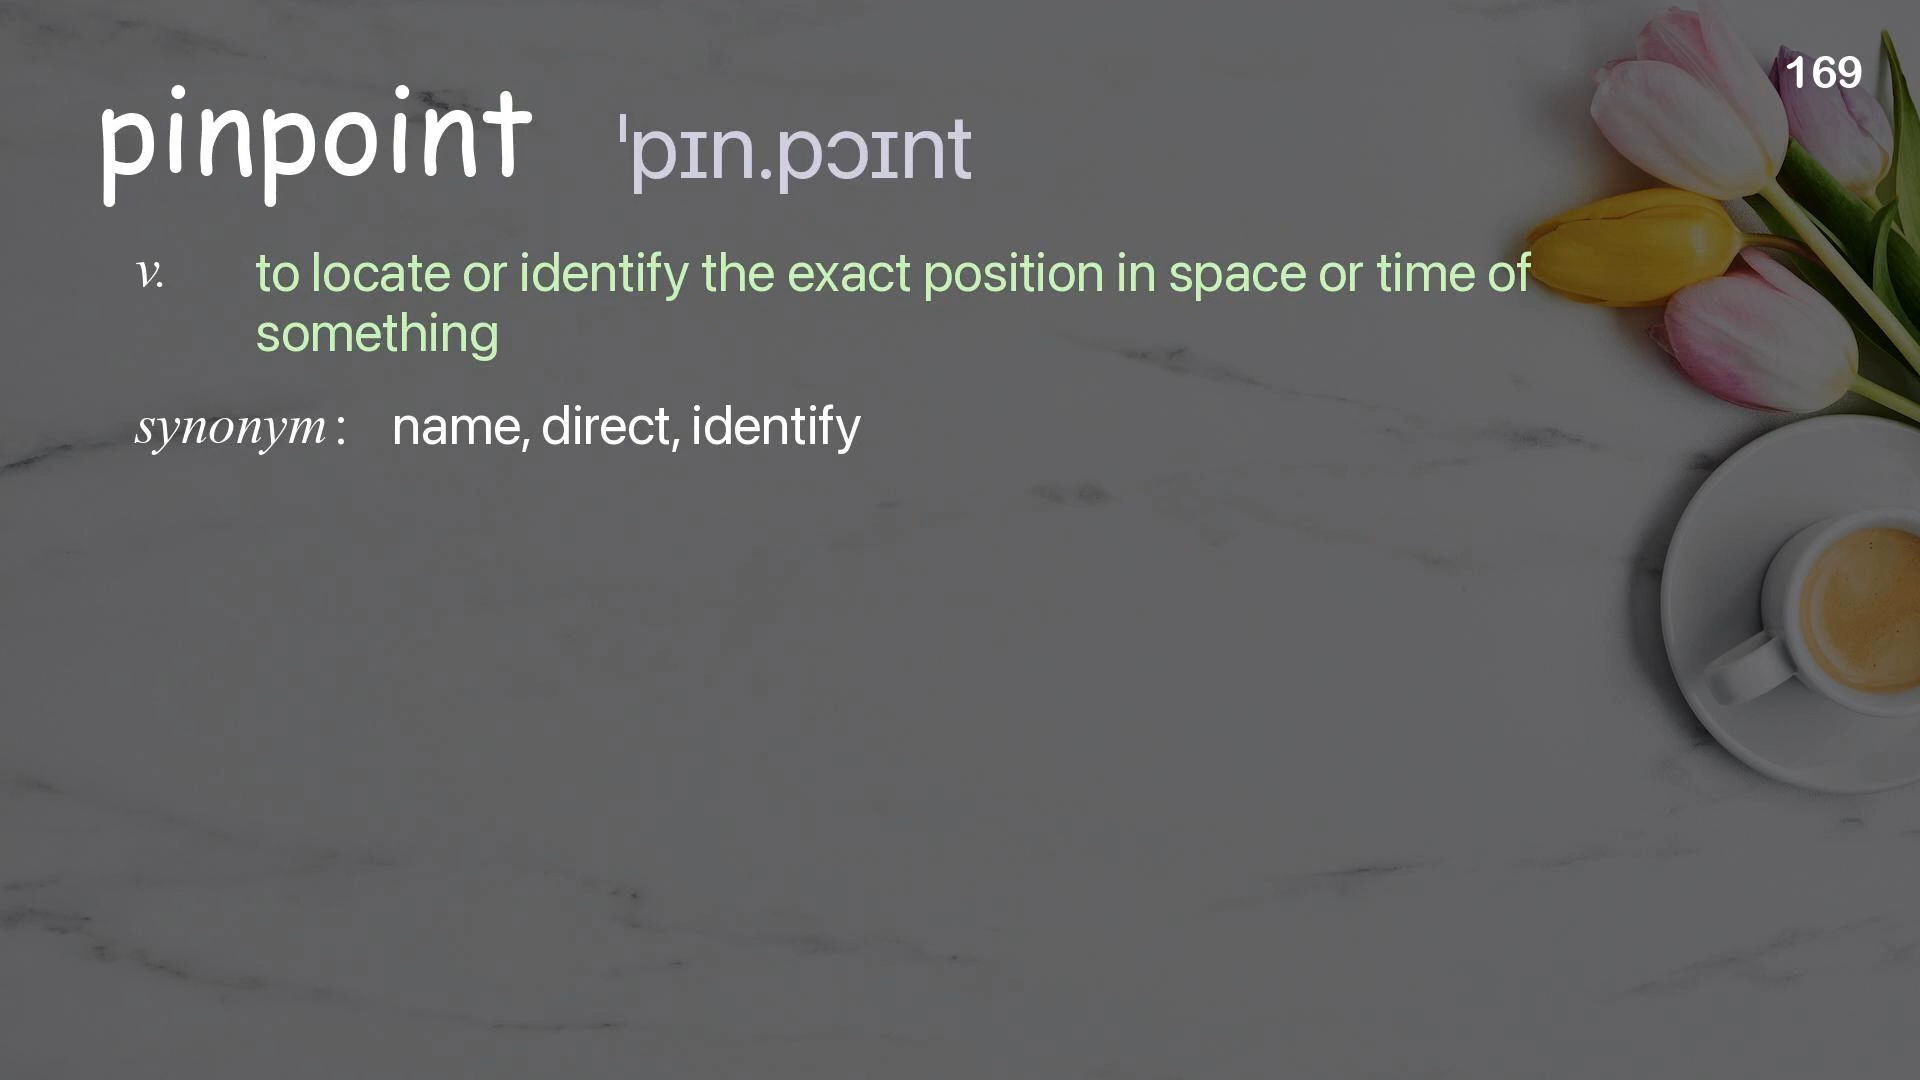 169
pinpoint ˈpɪn.pɔɪnt
v. to locate or identify the exact position in space or time of
something
synonym : name, direct, identify